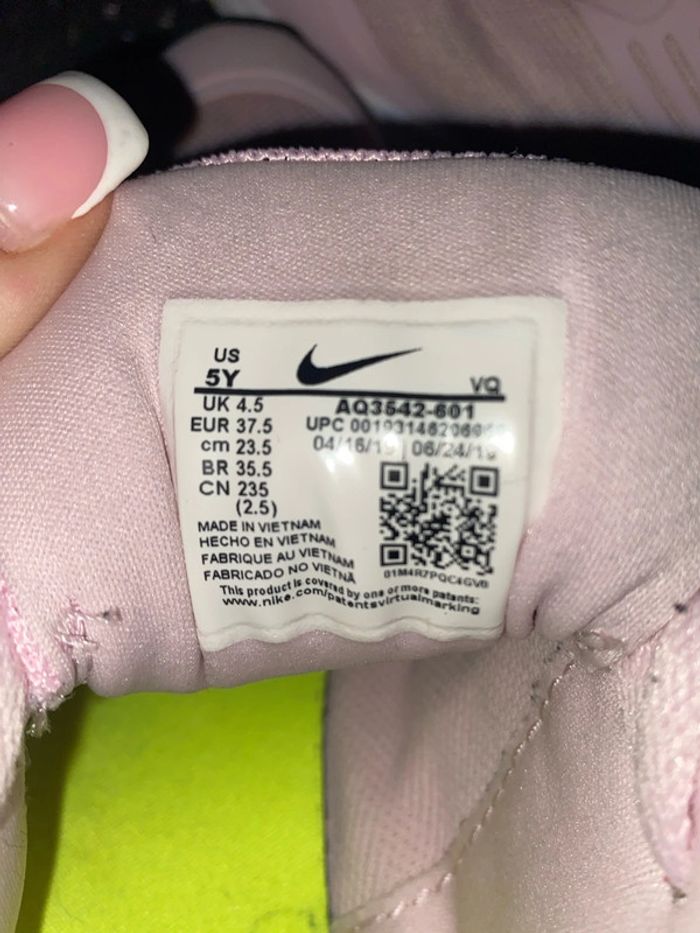 US
5Y
VQ
UK 4.5
EUR 37.5
cm 23.5
BR 35.5
CN 235
(2.5)
AQ3542-601
UPC
04/16/19 06/24/19
MADE IN VIETNAM
HECHO EN VIETNAM
FABRIQUE AU VIETNAM
FABRICADO NO VIETNÃ
01M4R7PQC4GVB
This product is covered by one or more patents:
www.nike.com/patentsvirtualmarking